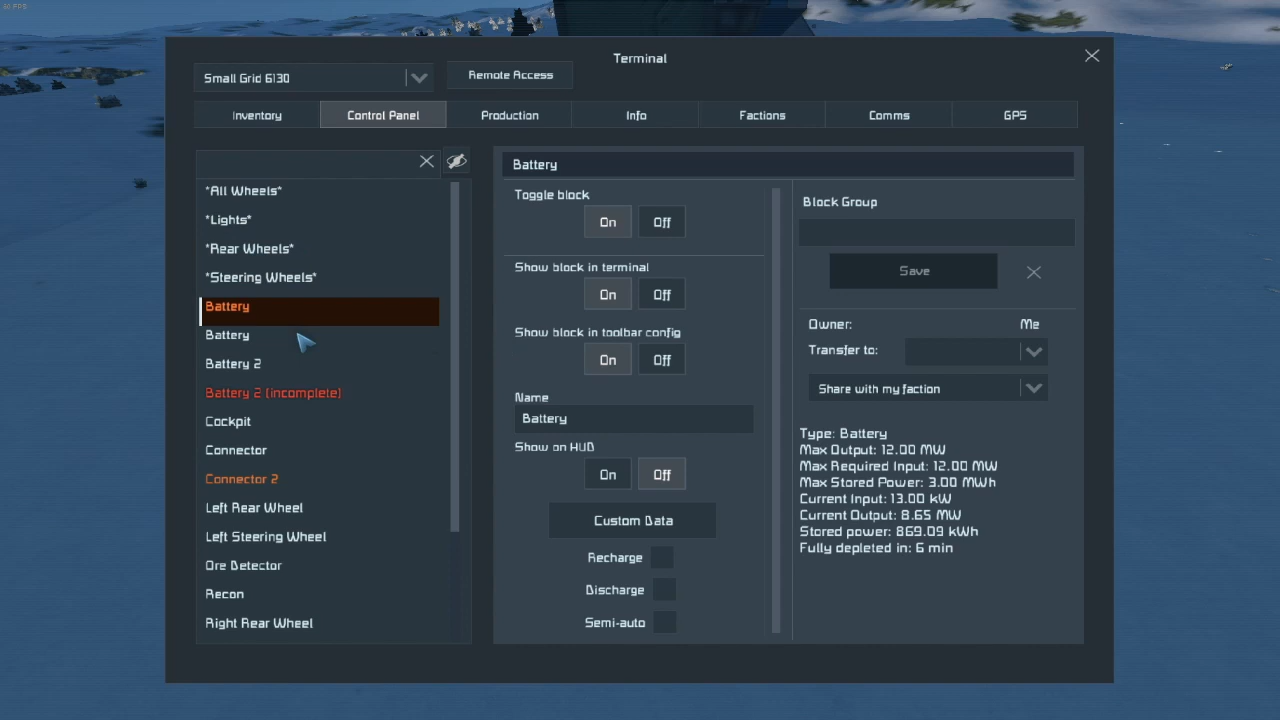 60 FPS
Terminal
Small Grid 6130
Remote Access
Inventory
Control Panel
Production
Info
Factions
Comms
GPS
*All Wheels*
*Lights*
*Rear Wheels*
*Steering Wheels*
Battery
Battery
Battery 2
Battery 2 [incomplete]
Cockpit
Connector
Connector 2
Left Rear Wheel
Left Steering Wheel
Ore Detector
Recon
Right Rear Wheel
Battery
Toggle block
On Off
Show block in terminal
On Off
Show block in toolbar config
On Off
Name
Battery
Show on HUD
On Off
Custom Data
Recharge
Discharge
Semi-auto
Block Group
Save
Owner: Me
Transfer to:
Share with my faction
Type: Battery
Max Output: 12.00 MW
Max Required Input: 12.00 MW
Max Stored Power: 3.00 MWh
Current Input: 13.00 kW
Current Output: 8.65 MW
Stored power: 869.09 kWh
Fully depleted in: 6 min